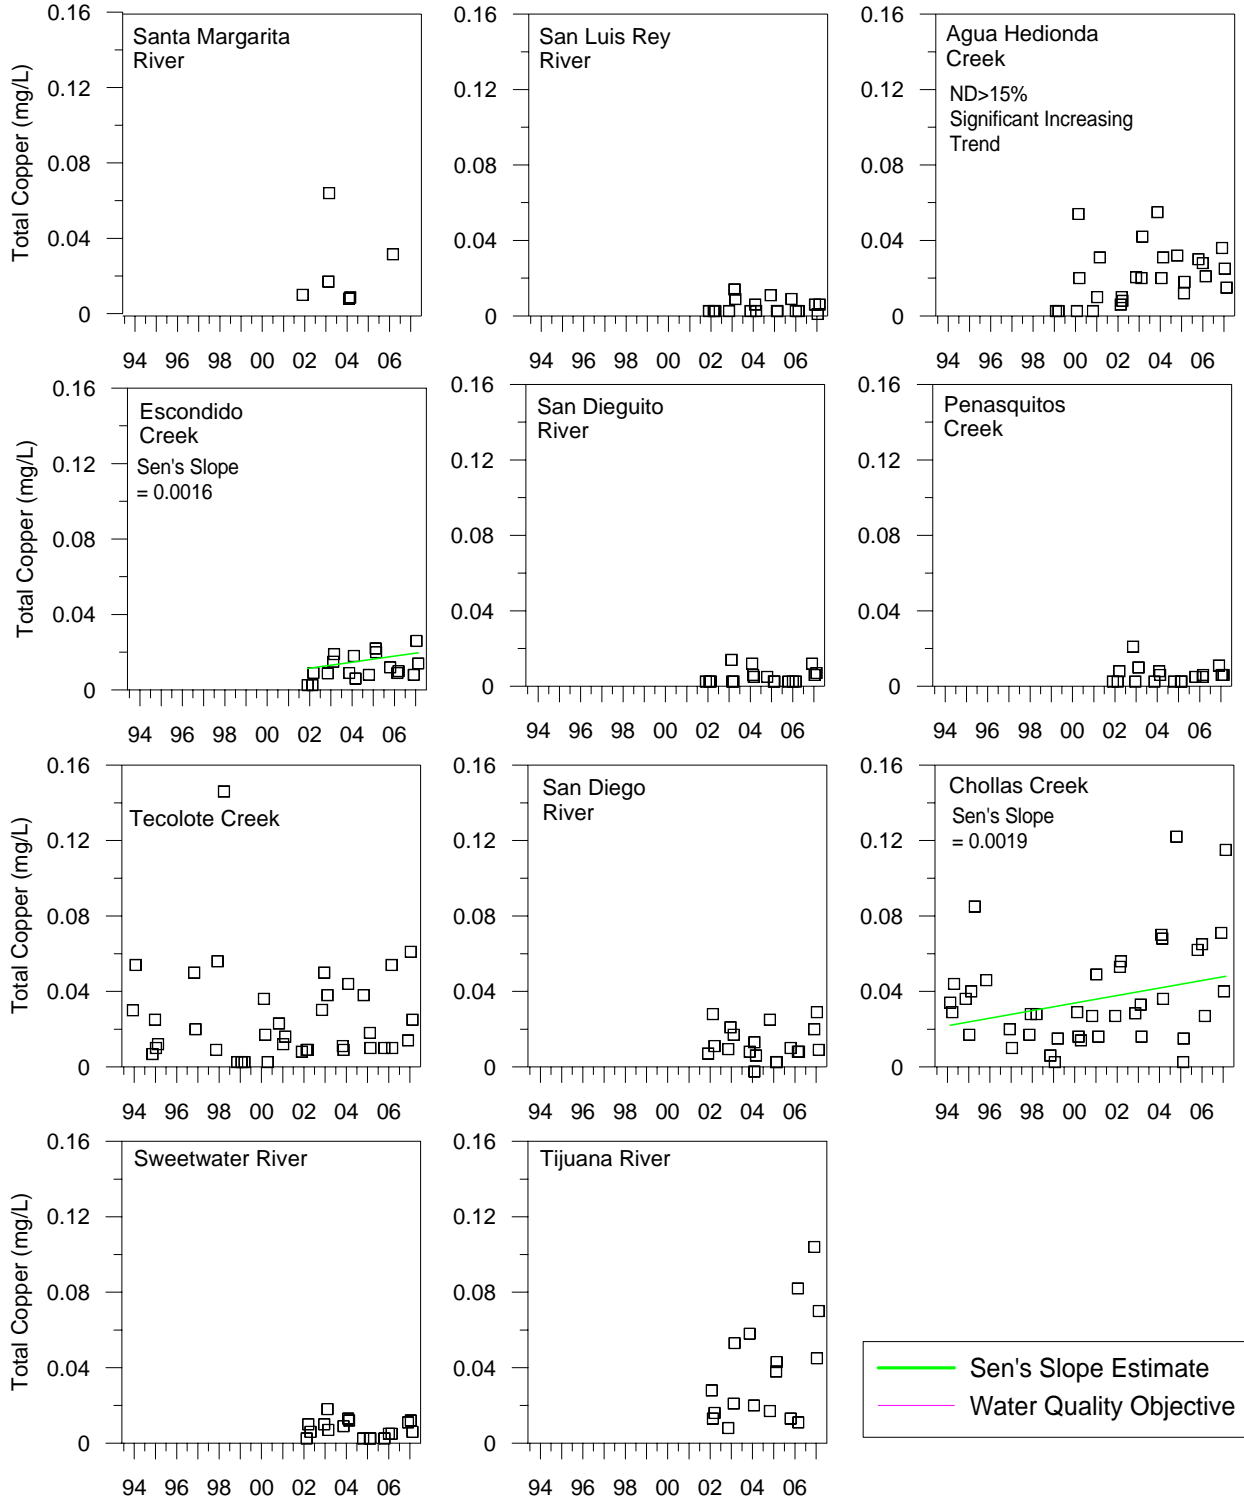 0.16
0.12
0.08
0.04
0
Total Copper (mg/L)
Santa Margarita
River
94 96 98 00 02 04 06
0.16
0.12
0.08
0.04
0
San Luis Rey
River
94 96 98 00 02 04 06
0.16
0.12
0.08
0.04
0
Agua Hedionda
Creek
ND>15%
Significant Increasing
Trend
94 96 98 00 02 04 06
0.16
0.12
0.08
0.04
0
Total Copper (mg/L)
Escondido
Creek
Sen's Slope
= 0.0016
94 96 98 00 02 04 06
0.16
0.12
0.08
0.04
0
San Dieguito
River
94 96 98 00 02 04 06
0.16
0.12
0.08
0.04
0
Penasquitos
Creek
94 96 98 00 02 04 06
0.16
0.12
0.08
0.04
0
Total Copper (mg/L)
Tecolote Creek
94 96 98 00 02 04 06
0.16
0.12
0.08
0.04
0
San Diego
River
94 96 98 00 02 04 06
0.16
0.12
0.08
0.04
0
Chollas Creek
Sen's Slope
= 0.0019
94 96 98 00 02 04 06
0.16
0.12
0.08
0.04
0
Total Copper (mg/L)
Sweetwater River
94 96 98 00 02 04 06
0.16
0.12
0.08
0.04
0
Tijuana River
94 96 98 00 02 04 06
Sen's Slope Estimate
Water Quality Objective